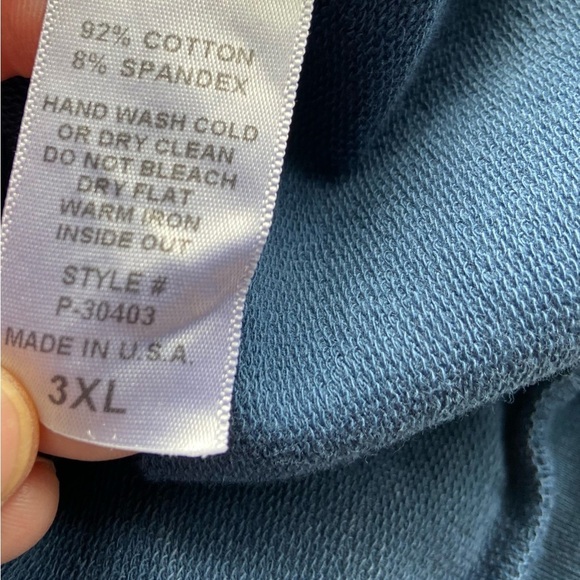 92% COTTON
8% SPANDEX
HAND WASH COLD
OR DRY CLEAN
DO NOT BLEACH
DRY FLAT
WARM IRON
INSIDE OUT
STYLE #
P-30403
MADE IN U.S.A.
3XL